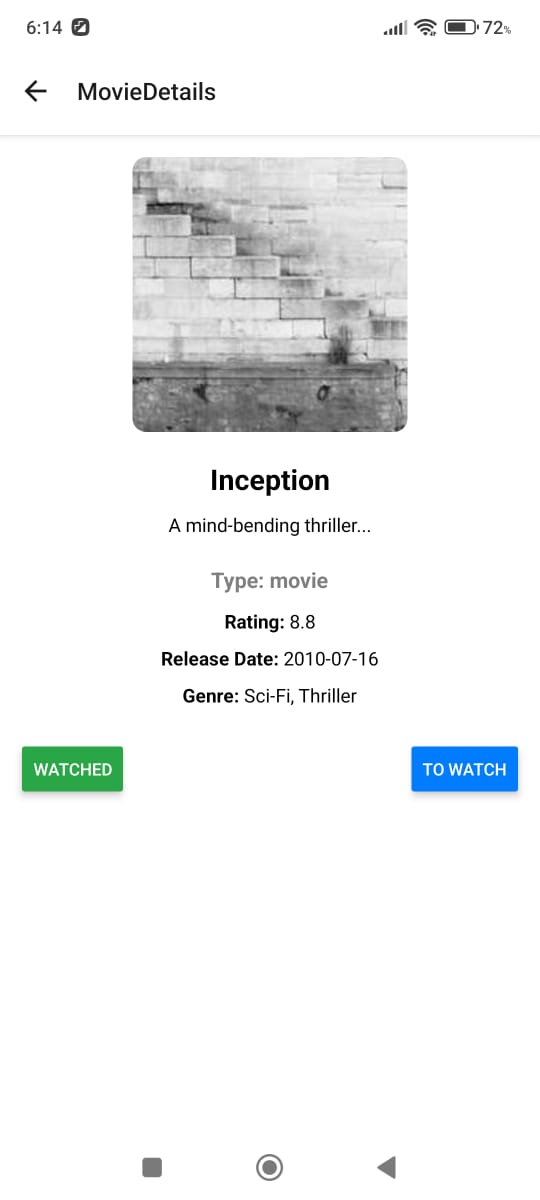 6:14
72%
MovieDetails
Inception
A mind-bending thriller...
Type: movie
Rating: 8.8
Release Date: 2010-07-16
Genre: Sci-Fi, Thriller
WATCHED
TO WATCH